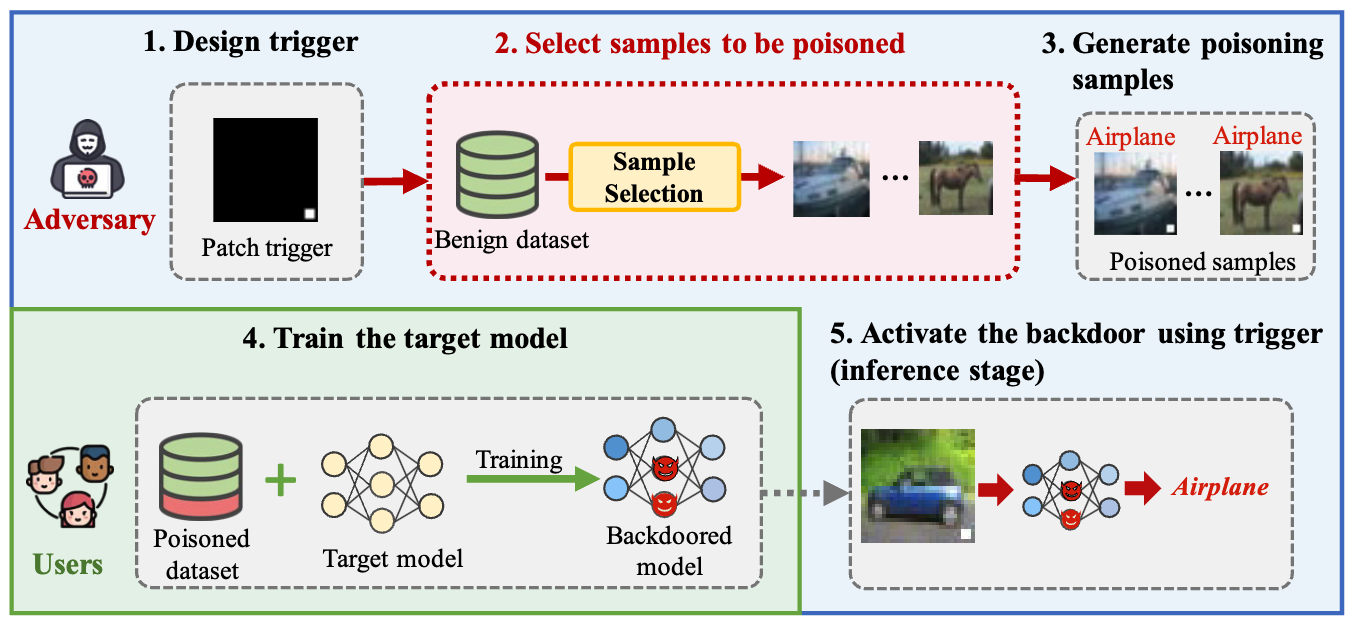 1. Design trigger
2. Select samples to be poisoned
3. Generate poisoning
samples
Adversary
Patch trigger
Benign dataset
Sample
Selection
...
Airplane
Airplane
...
Poisoned samples
4. Train the target model
Users
Poisoned
dataset
+
Target model
Training
Backdoored
model
5. Activate the backdoor using trigger
(inference stage)
Airplane